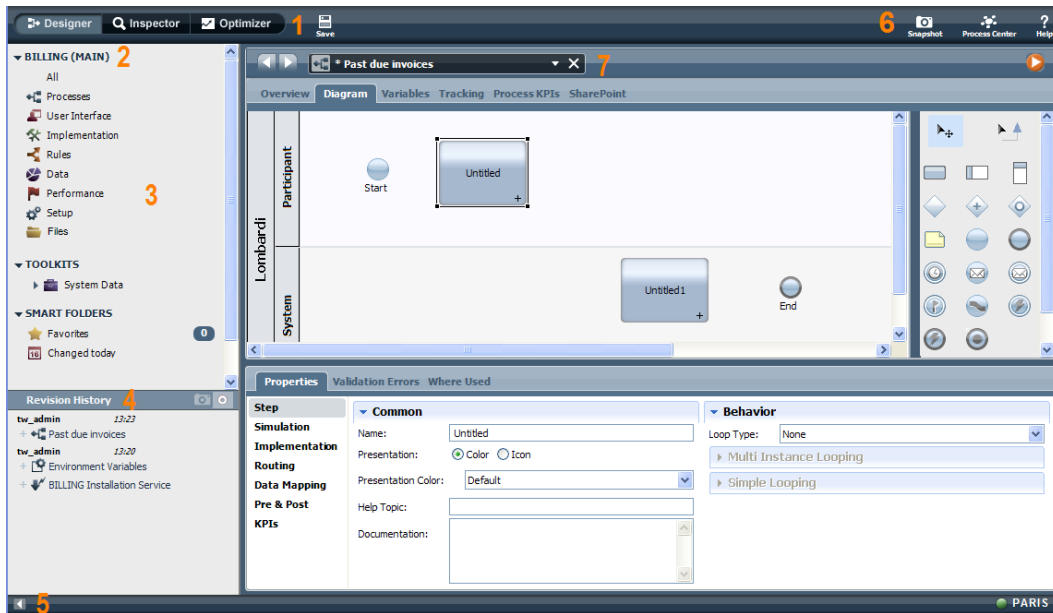 Designer Inspector Optimizer 1 Save 6 Snapshot Process Center Help
BILLING (MAIN) 2
All
Processes
User Interface
Implementation
Rules
Data
Performance
3
Setup
Files
TOOLKITS
System Data
SMART FOLDERS
Favorites 0
16 Changed today
Revision History 4
tw_admin 13:23
Past due invoices
tw_admin 13:20
Environment Variables
BILLING Installation Service
5
* Past due invoices 7
Overview Diagram Variables Tracking Process KPIs SharePoint
Lombardi
Participant
Start
Untitled
System
Untitled1
End
Properties Validation Errors Where Used
Step
Simulation
Implementation
Routing
Data Mapping
Pre & Post
KPIs
Common
Name: Untitled
Presentation: Color Icon
Presentation Color: Default
Help Topic:
Documentation:
Behavior
Loop Type: None
Multi Instance Looping
Simple Looping
PARIS